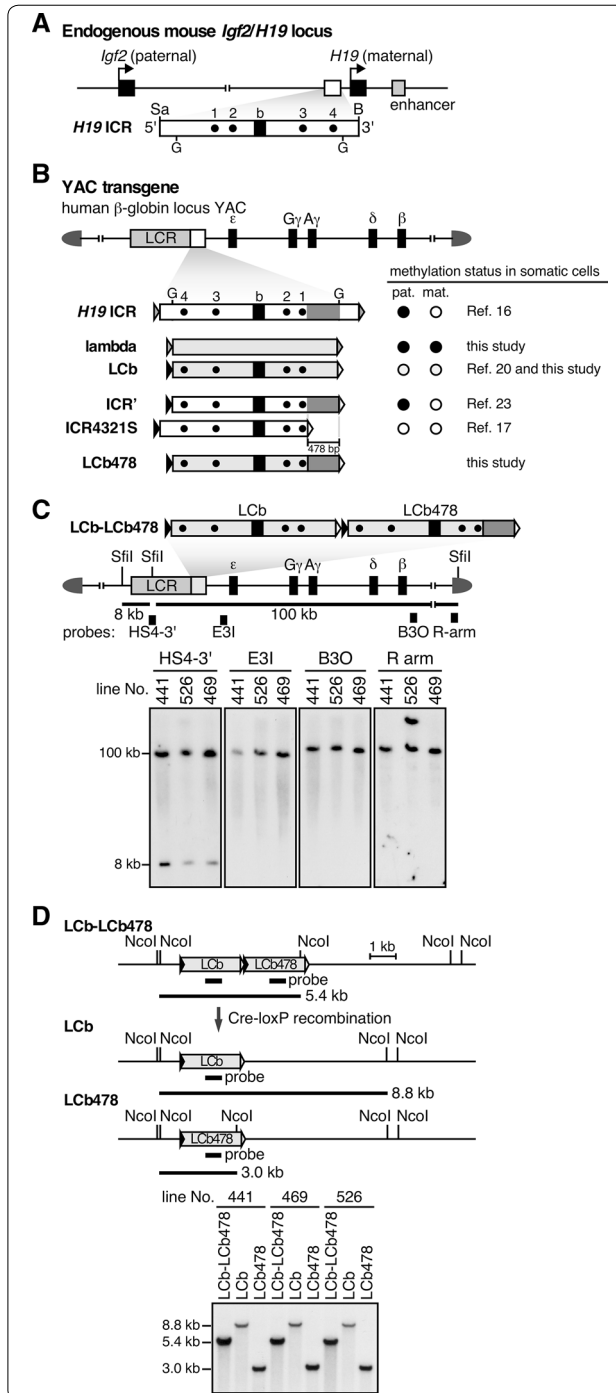 A Endogenous mouse Igf2/H19 locus
Igf2 (paternal) H19 (maternal)
enhancer
Sa 1 2 b 3 4 B
H19 ICR 5' 3'
G G
B YAC transgene
human β-globin locus YAC
LCR ε Gγ Aγ δ β
methylation status in somatic cells
pat. mat.
G 4 3 b 2 1 G
H19 ICR Ref. 16
lambda this study
LCb Ref. 20 and this study
ICR' Ref. 23
ICR4321S Ref. 17
478 bp
LCb478 this study
C LCb LCb478
LCb-LCb478
SfiI SfiI ε Gγ Aγ δ β SfiI
LCR
8 kb 100 kb
probes: HS4-3' E3I B3O R-arm
HS4-3' E3I B3O R arm
line No. 441 526 469 441 526 469 441 526 469 441 526 469
100 kb
8 kb
D LCb-LCb478
NcoI NcoI NcoI 1 kb NcoI NcoI
LCb LCb478
probe
5.4 kb
Cre-loxP recombination
LCb
NcoI NcoI NcoI NcoI
LCb
probe
8.8 kb
LCb478
NcoI NcoI NcoI NcoI NcoI
LCb478
probe
3.0 kb
line No. 441 469 526
LCb-LCb478 LCb LCb478 LCb-LCb478 LCb LCb478 LCb-LCb478 LCb LCb478
8.8 kb
5.4 kb
3.0 kb